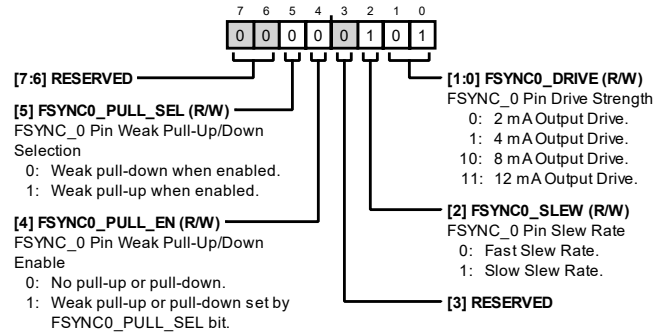 7 6 5 4 3 2 1 0
0 0 0 0 0 1 0 1
[7:6] RESERVED
[5] FSYNC0_PULL_SEL (R/W)
FSYNC_0 Pin Weak Pull-Up/Down
Selection
0: Weak pull-down when enabled.
1: Weak pull-up when enabled.
[4] FSYNC0_PULL_EN (R/W)
FSYNC_0 Pin Weak Pull-Up/Down
Enable
0: No pull-up or pull-down.
1: Weak pull-up or pull-down set by
FSYNC0_PULL_SEL bit.
[1:0] FSYNC0_DRIVE (R/W)
FSYNC_0 Pin Drive Strength
0: 2 mA Output Drive.
1: 4 mA Output Drive.
10: 8 mA Output Drive.
11: 12 mA Output Drive.
[2] FSYNC0_SLEW (R/W)
FSYNC_0 Pin Slew Rate
0: Fast Slew Rate.
1: Slow Slew Rate.
[3] RESERVED